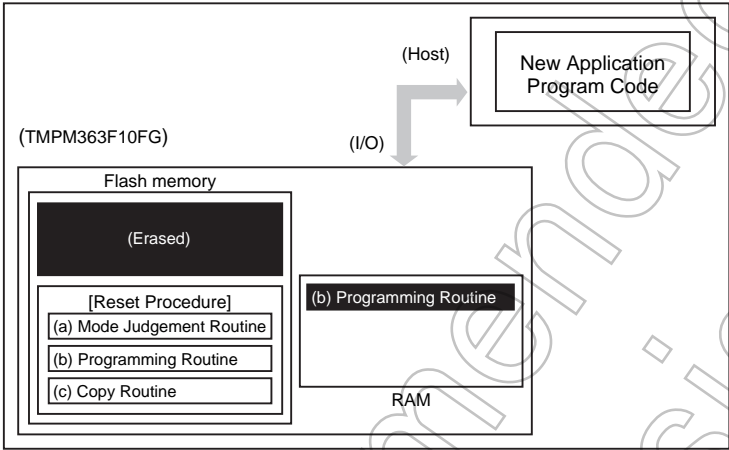 (Host)
New Application
Program Code
(TMPM363F10FG)
(I/O)
Flash memory
(Erased)
[Reset Procedure]
(a) Mode Judgement Routine
(b) Programming Routine
(c) Copy Routine
(b) Programming Routine
RAM